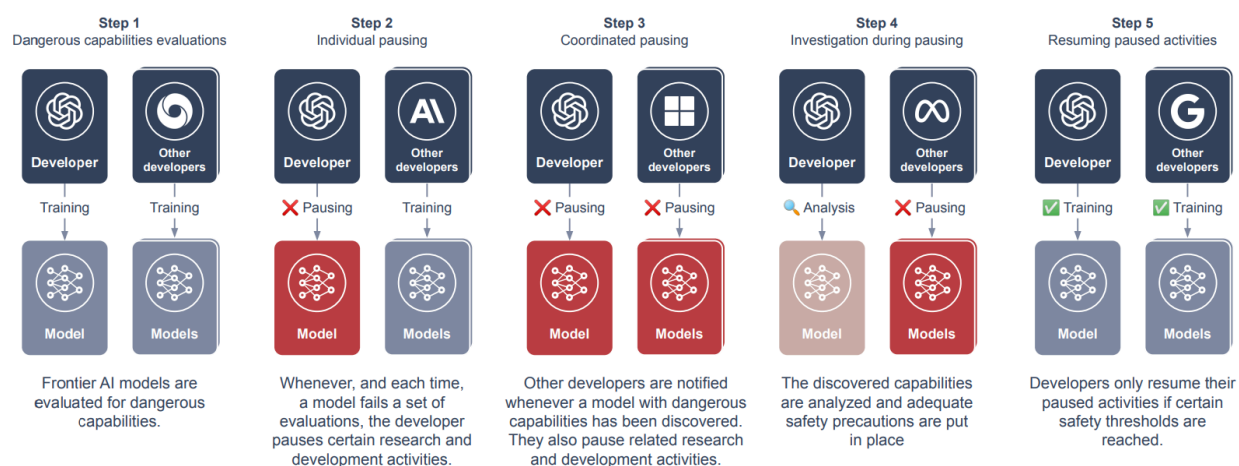 Step 1
Dangerous capabilities evaluations
Developer
Other
developers
Training
Training
Model
Models
Frontier AI models are
evaluated for dangerous
capabilities.
Step 2
Individual pausing
Developer
Other
developers
❌ Pausing
Training
Model
Models
Whenever, and each time,
a model fails a set of
evaluations, the developer
pauses certain research and
development activities.
Step 3
Coordinated pausing
Developer
Other
developers
❌ Pausing
❌ Pausing
Model
Models
Other developers are notified
whenever a model with dangerous
capabilities has been discovered.
They also pause related research
and development activities.
Step 4
Investigation during pausing
Developer
Other
developers
🔍 Analysis
❌ Pausing
Model
Models
The discovered capabilities
are analyzed and adequate
safety precautions are put
in place
Step 5
Resuming paused activities
Developer
Other
developers
✅ Training
✅ Training
Model
Models
Developers only resume their
paused activities if certain
safety thresholds are
reached.